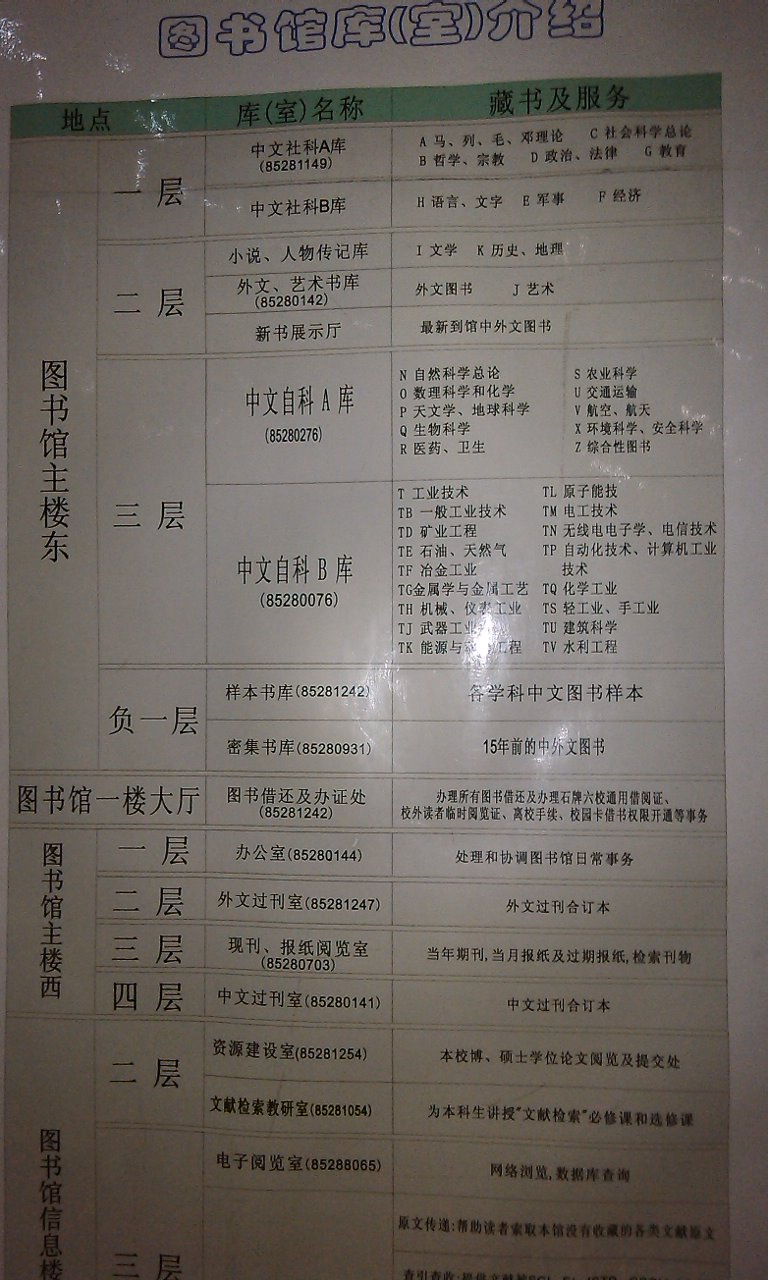 图书馆库(室)介绍
地点 库(室)名称 藏书及服务
图书馆主楼东
一层
中文社科A库
(85281149)
A 马、列、毛、邓理论 C 社会科学总论
B 哲学、宗教 D 政治、法律 G 教育
中文社科B库
H 语言、文字 E 军事 F 经济
二层
小说、人物传记库
I 文学 K 历史、地理
外文、艺术书库
(85280142)
外文图书 J 艺术
新书展示厅
最新到馆中外文图书
三层
中文自科 A 库
(85280276)
N 自然科学总论 S 农业科学
O 数理科学和化学 U 交通运输
P 天文学、地球科学 V 航空、航天
Q 生物科学 X 环境科学、安全科学
R 医药、卫生 Z 综合性图书
中文自科 B 库
(85280076)
T 工业技术 TL 原子能技
TB 一般工业技术 TM 电工技术
TD 矿业工程 TN 无线电电子学、电信技术
TE 石油、天然气 TP 自动化技术、计算机工业
TF 冶金工业 技术
TG金属学与金属工艺 TQ 化学工业
TH 机械、仪表工业 TS 轻工业、手工业
TJ 武器工业 TU 建筑科学
TK 能源与 工程 TV 水利工程
负一层
样本书库(85281242)
各学科中文图书样本
密集书库(85280931)
15年前的中外文图书
图书馆一楼大厅
图书借还及办证处
(85281242)
办理所有图书借还及办理石牌六校通用借阅证、
校外读者临时阅览证、离校手续、校园卡借书权限开通等事务
图书馆主楼西
一层
办公室(85280144)
处理和协调图书馆日常事务
二层
外文过刊室(85281247)
外文过刊合订本
三层
现刊、报纸阅览室
(85280703)
当年期刊,当月报纸及过期报纸,检索刊物
四层
中文过刊室(85280141)
中文过刊合订本
图书馆信息楼
二层
资源建设室(85281254)
本校博、硕士学位论文阅览及提交处
文献检索教研室(85281054)
为本科生讲授"文献检索"必修课和选修课
三层
电子阅览室(85288065)
网络浏览,数据库查询
原文传递:帮助读者索取本馆没有收藏的各类文献原文
查引查收:提供文献被